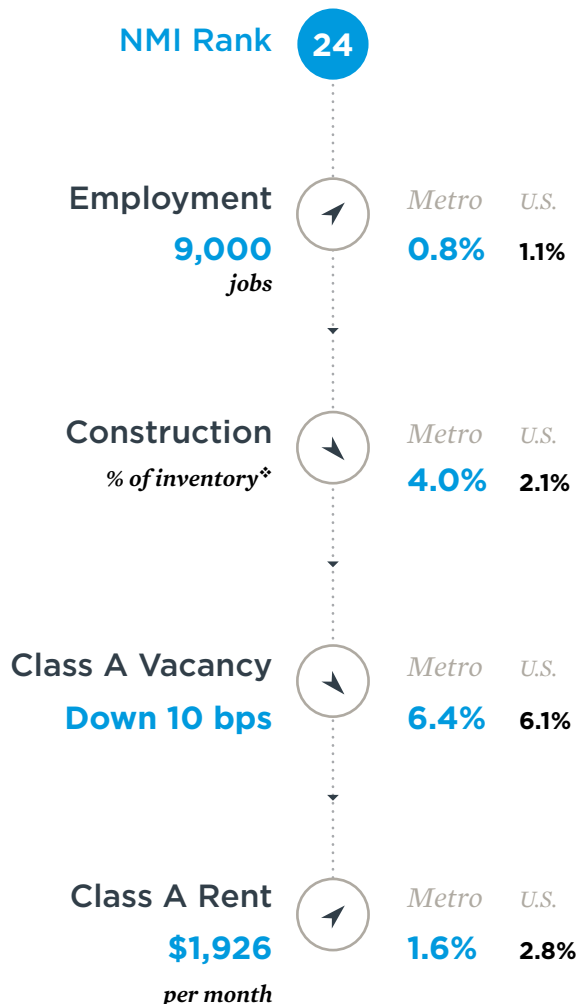 NMI Rank 24
Employment Metro U.S.
9,000 0.8% 1.1%
jobs
Construction Metro U.S.
% of inventory❖ 4.0% 2.1%
Class A Vacancy Metro U.S.
Down 10 bps 6.4% 6.1%
Class A Rent Metro U.S.
$1,926 1.6% 2.8%
per month